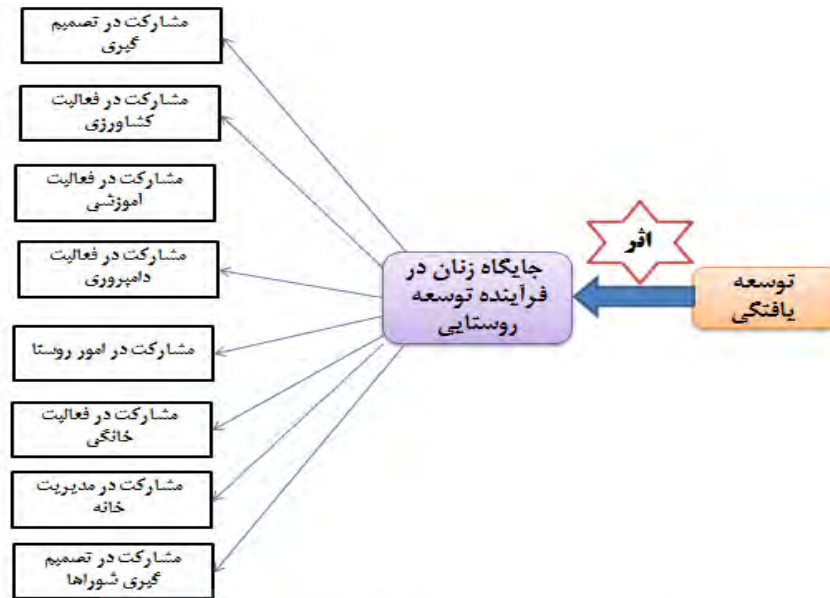 مشارکت در تصمیم
گیری
مشارکت در فعالیت
کشاورزی
مشارکت در فعالیت
آموزشی
مشارکت در فعالیت
دامپروری
مشارکت در امور روستا
مشارکت در فعالیت
خانگی
مشارکت در مدیریت
خانه
مشارکت در تصمیم
گیری شوراها
جایگاه زنان در
فرآینده توسعه
روستایی
اثر
توسعه
یافتگی